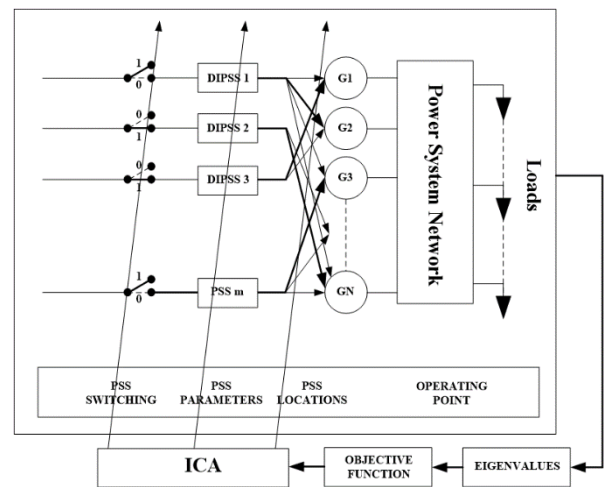 1
0
DIPSS 1
G1
0
1
DIPSS 2
G2
0
1
DIPSS 3
G3
1
0
PSS m
GN
Power System Network
Loads
PSS
SWITCHING
PSS
PARAMETERS
PSS
LOCATIONS
OPERATING
POINT
ICA
OBJECTIVE
FUNCTION
EIGENVALUES